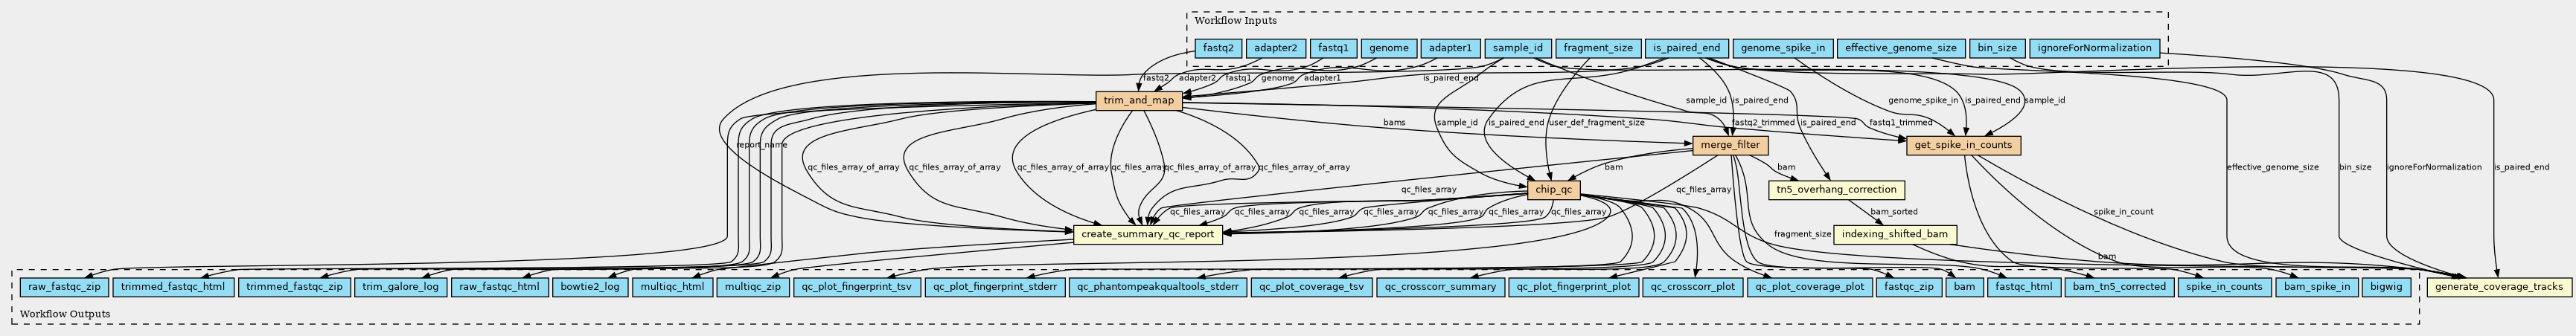 Workflow Inputs
fastq2 adapter2 fastq1 genome adapter1 sample_id fragment_size is_paired_end genome_spike_in effective_genome_size bin_size ignoreForNormalization
fastq2 adapter2 fastq1 genome adapter1 is_paired_end
trim_and_map sample_id is_paired_end genome_spike_in is_paired_end sample_id
bams sample_id is_paired_end user_def_fragment_size fastq2_trimmed is_paired_end fastq1_trimmed
report_name merge_filter get_spike_in_counts
qc_files_array_of_array qc_files_array_of_array qc_files_array_of_array qc_files_array qc_files_array_of_array qc_files_array_of_array bam bam effective_genome_size bin_size ignoreForNormalization is_paired_end
qc_files_array chip_qc qc_files_array tn5_overhang_correction
qc_files_array qc_files_array qc_files_array qc_files_array qc_files_array qc_files_array qc_files_array bam_sorted spike_in_count
create_summary_qc_report fragment_size indexing_shifted_bam
bam
raw_fastqc_zip trimmed_fastqc_html trimmed_fastqc_zip trim_galore_log raw_fastqc_html bowtie2_log multiqc_html multiqc_zip qc_plot_fingerprint_tsv qc_plot_fingerprint_stderr qc_phantompeakqualtools_stderr qc_plot_coverage_tsv qc_crosscorr_summary qc_plot_fingerprint_plot qc_crosscorr_plot qc_plot_coverage_plot fastqc_zip bam fastqc_html bam_tn5_corrected spike_in_counts bam_spike_in bigwig generate_coverage_tracks
Workflow Outputs